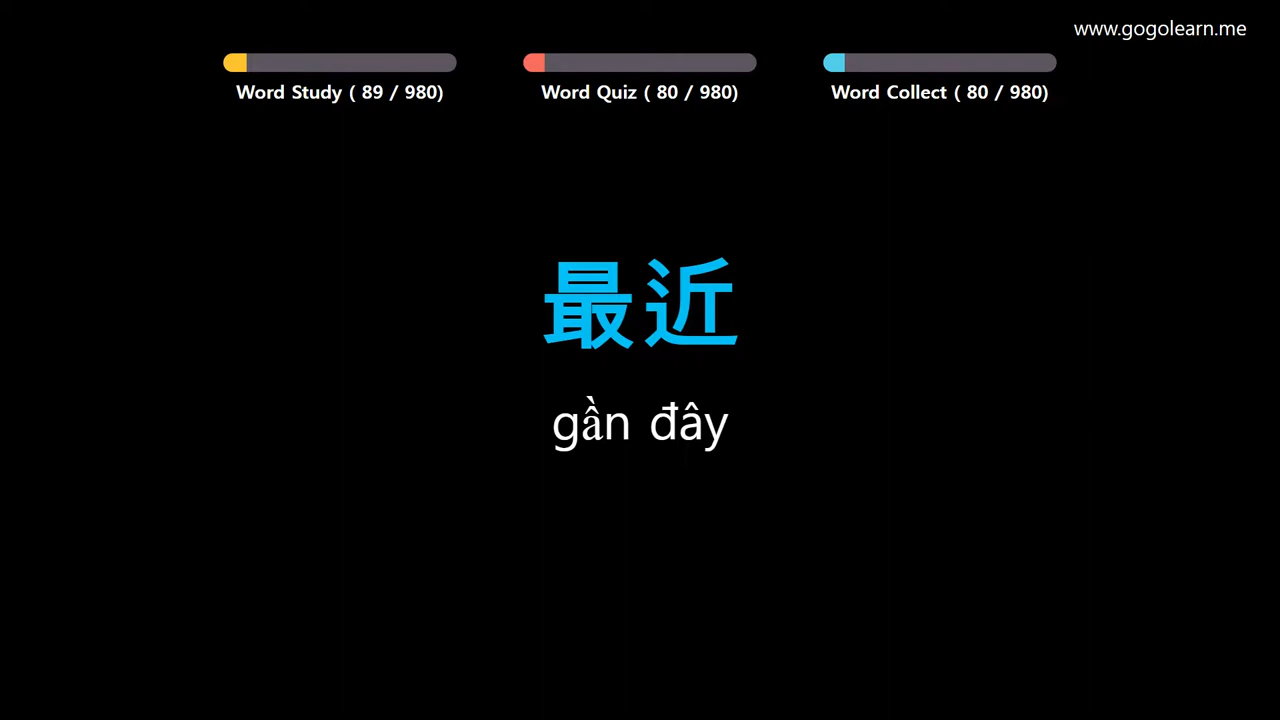 www.gogolearn.me
Word Study ( 89 / 980)
Word Quiz ( 80 / 980)
Word Collect ( 80 / 980)
最近
gần đây